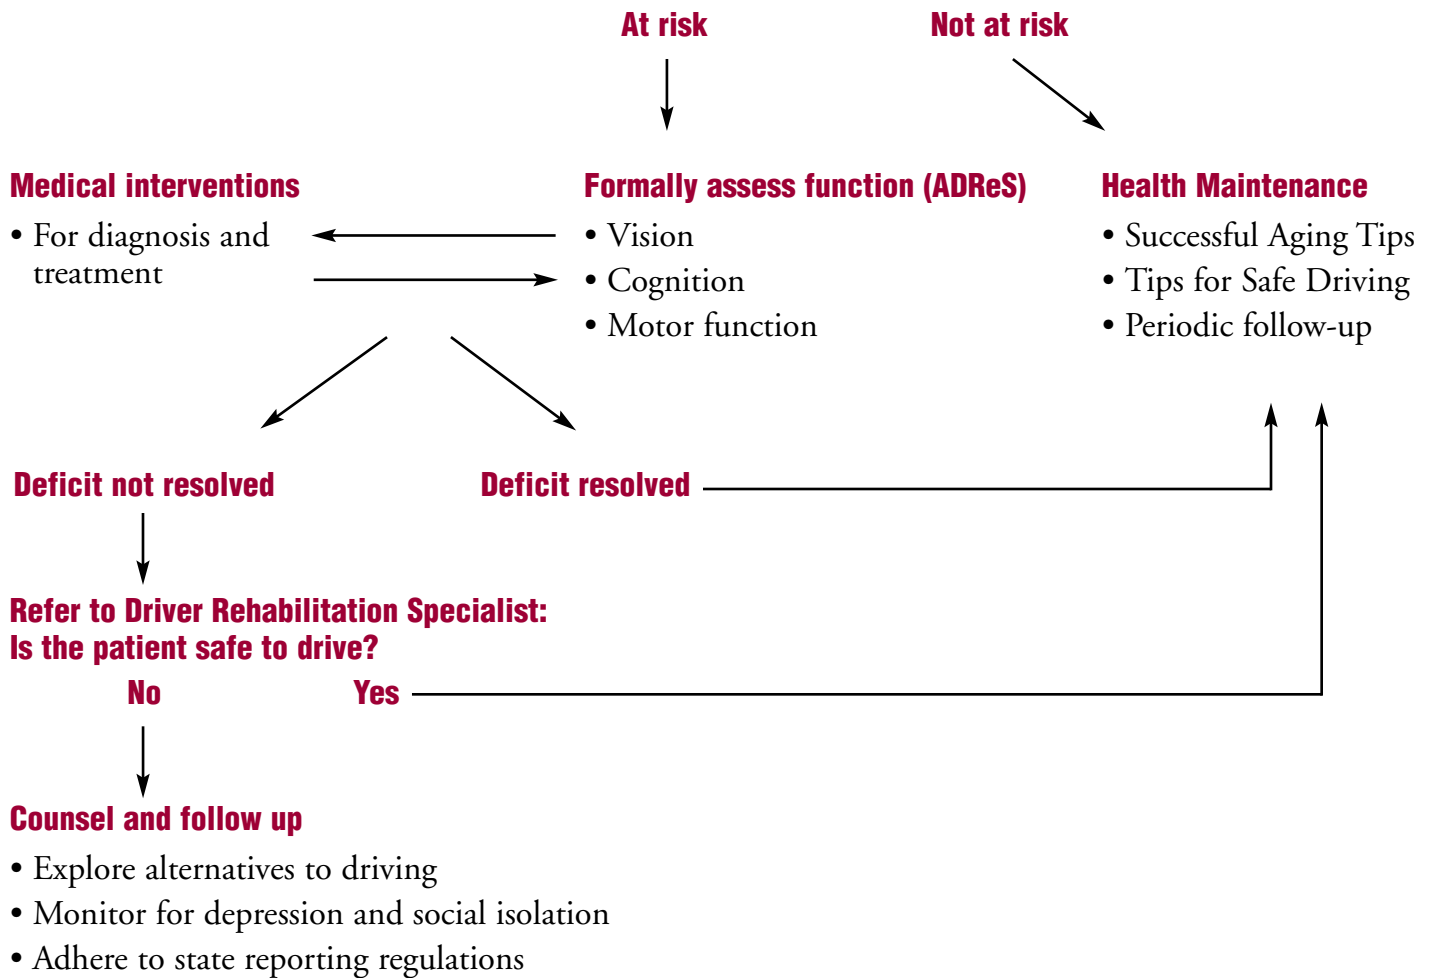 At risk
Not at risk
Medical interventions
• For diagnosis and
treatment
Formally assess function (ADReS)
• Vision
• Cognition
• Motor function
Health Maintenance
• Successful Aging Tips
• Tips for Safe Driving
• Periodic follow-up
Deficit not resolved
Deficit resolved
Refer to Driver Rehabilitation Specialist:
Is the patient safe to drive?
No
Yes
Counsel and follow up
• Explore alternatives to driving
• Monitor for depression and social isolation
• Adhere to state reporting regulations